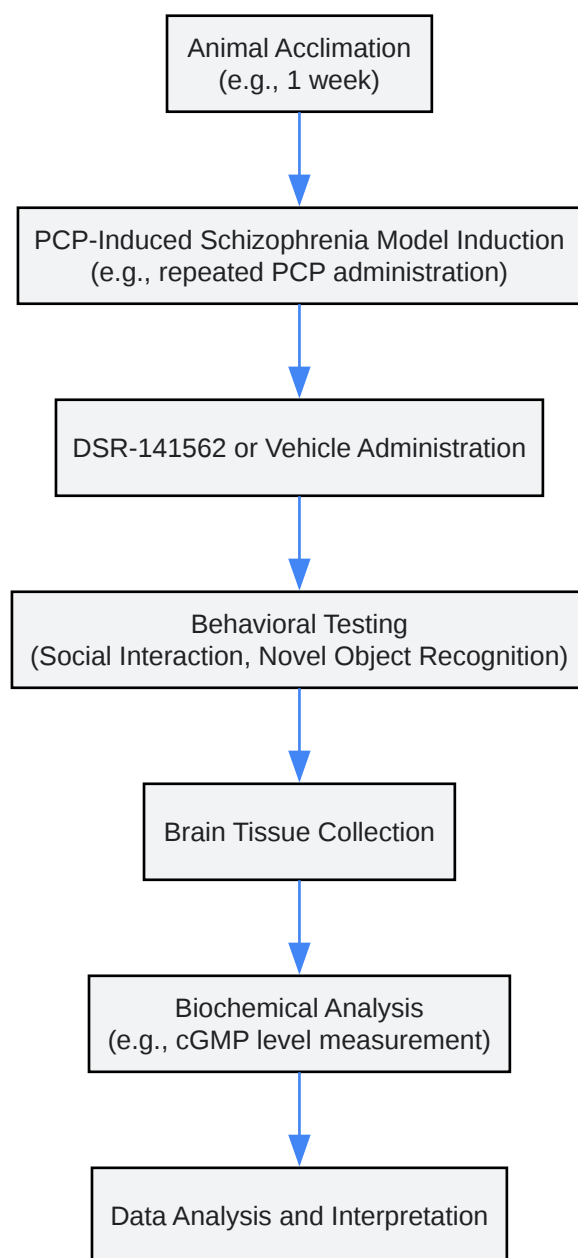 Animal Acclimation
(e.g., 1 week)
PCP-Induced Schizophrenia Model Induction
(e.g., repeated PCP administration)
DSR-141562 or Vehicle Administration
Behavioral Testing
(Social Interaction, Novel Object Recognition)
Brain Tissue Collection
Biochemical Analysis
(e.g., cGMP level measurement)
Data Analysis and Interpretation